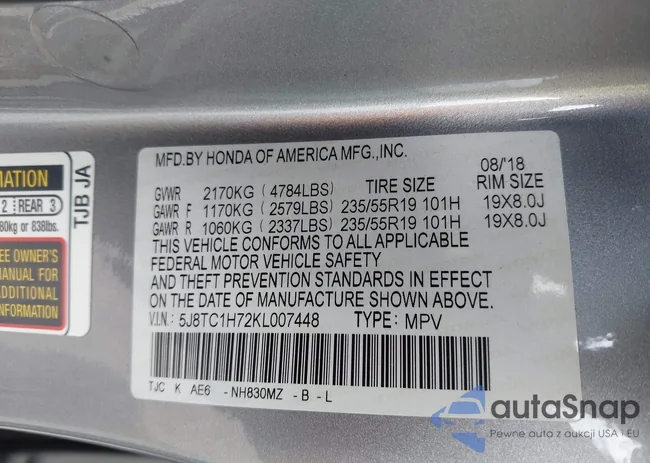 MFD.BY HONDA OF AMERICA MFG.,INC. 08/'18
GVWR 2170KG ( 4784LBS) TIRE SIZE RIM SIZE
GAWR F 1170KG ( 2579LBS) 235/55R19 101H 19X8.0J
GAWR R 1060KG ( 2337LBS) 235/55R19 101H 19X8.0J
THIS VEHICLE CONFORMS TO ALL APPLICABLE
FEDERAL MOTOR VEHICLE SAFETY
AND THEFT PREVENTION STANDARDS IN EFFECT
ON THE DATE OF MANUFACTURE SHOWN ABOVE.
V.I.N.: 5J8TC1H72KL007448 TYPE: MPV
TJC K AE6 -NH830MZ -B -L
MATION
2 REAR 3
80kg or 838lbs.
EE OWNER'S
MANUAL FOR
ADDITIONAL
INFORMATION
TJB JA
autaSnap
Pewne auto z aukcji USA i EU